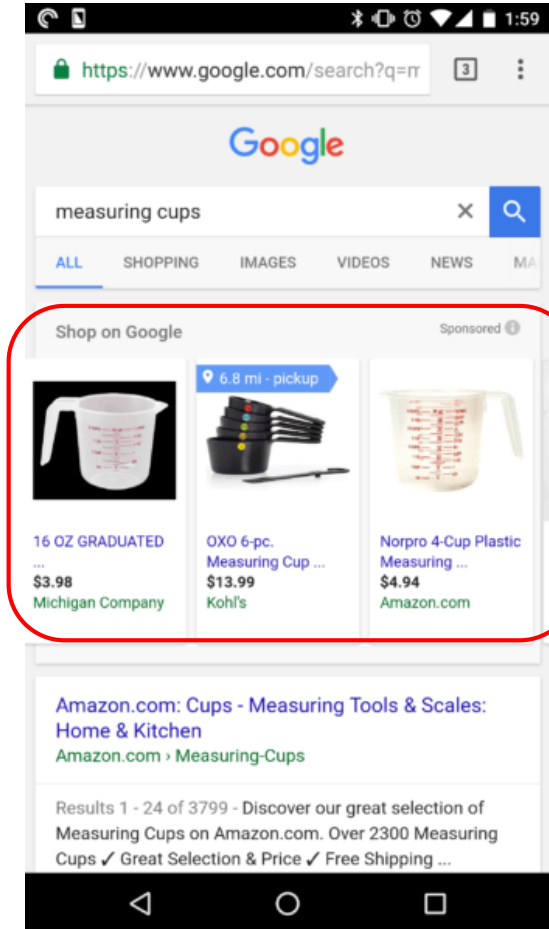 1:59
https://www.google.com/search?q=m
3
Google
measuring cups
ALL SHOPPING IMAGES VIDEOS NEWS MA
Shop on Google Sponsored
6.8 mi - pickup
16 OZ GRADUATED
...
$3.98
Michigan Company
OXO 6-pc.
Measuring Cup ...
$13.99
Kohl's
Norpro 4-Cup Plastic
Measuring ...
$4.94
Amazon.com
Amazon.com: Cups - Measuring Tools & Scales:
Home & Kitchen
Amazon.com › Measuring-Cups
Results 1 - 24 of 3799 - Discover our great selection of
Measuring Cups on Amazon.com. Over 2300 Measuring
Cups ✓ Great Selection & Price ✓ Free Shipping ...